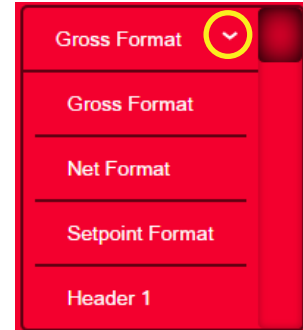 Gross Format
Gross Format
Net Format
Setpoint Format
Header 1